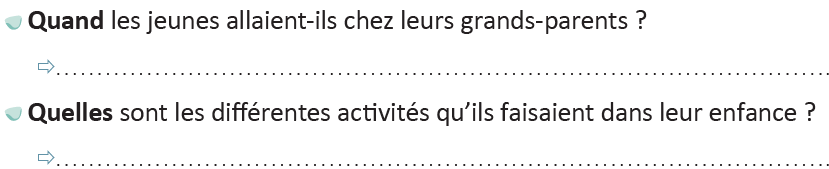 Quand les jeunes allaient-ils chez leurs grands-parents ?
⇨..............................................................................................
Quelles sont les différentes activités qu’ils faisaient dans leur enfance ?
⇨..............................................................................................